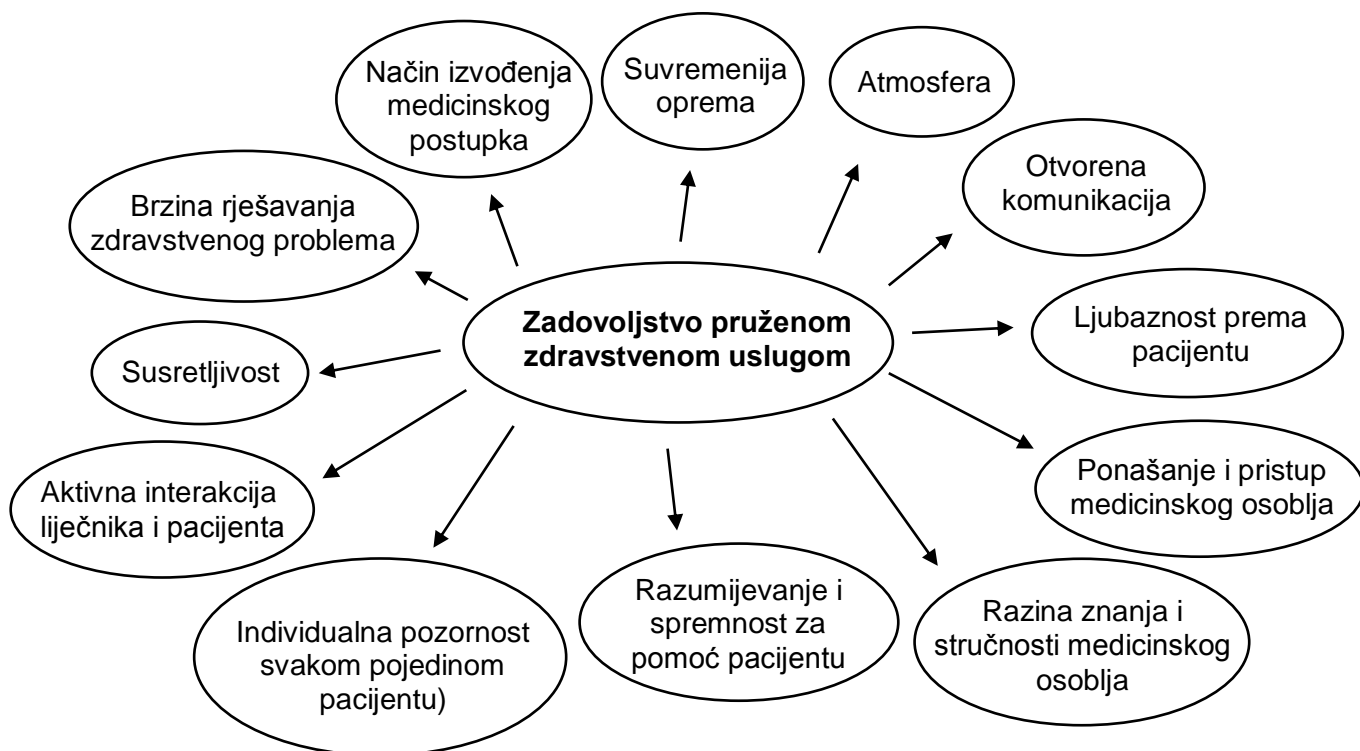 Način izvođenja
medicinskog
postupka
Suvremenija
oprema
Atmosfera
Otvorena
komunikacija
Brzina rješavanja
zdravstvenog problema
Zadovoljstvo pruženom
zdravstvenom uslugom
Ljubaznost prema
pacijentu
Susretljivost
Ponašanje i pristup
medicinskog osoblja
Aktivna interakcija
liječnika i pacijenta
Individualna pozornost
svakom pojedinom
pacijentu)
Razumijevanje i
spremnost za
pomoć pacijentu
Razina znanja i
stručnosti medicinskog
osoblja